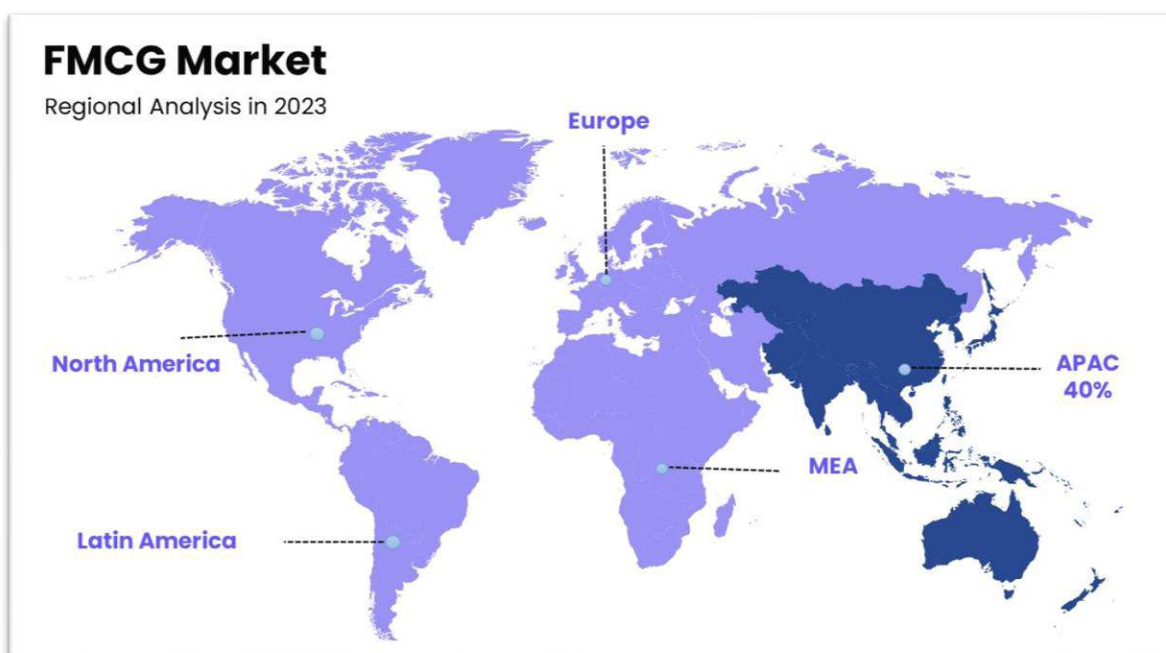 FMCG Market
Regional Analysis in 2023
Europe
North America
APAC
40%
MEA
Latin America